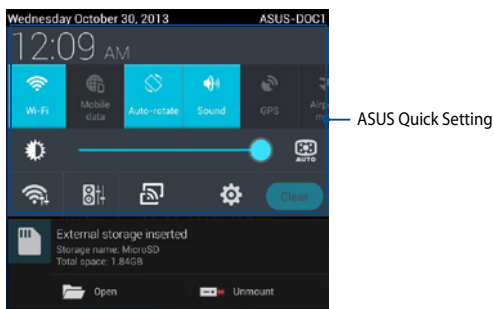 Wednesday October 30, 2013 ASUS-DOC1
12:09 AM
Wi-Fi Mobile data Auto-rotate Sound GPS
ASUS Quick Setting
AUTO
Clear
External storage inserted
Storage name: MicroSD
Total space: 1.84GB
Open Unmount